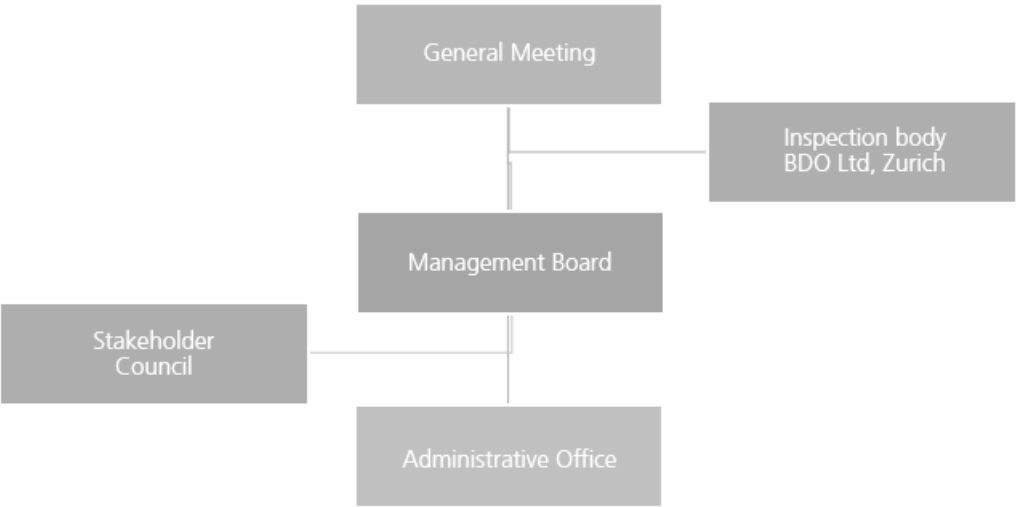 General Meeting
Inspection body
BDO Ltd, Zurich
Management Board
Stakeholder
Council
Administrative Office